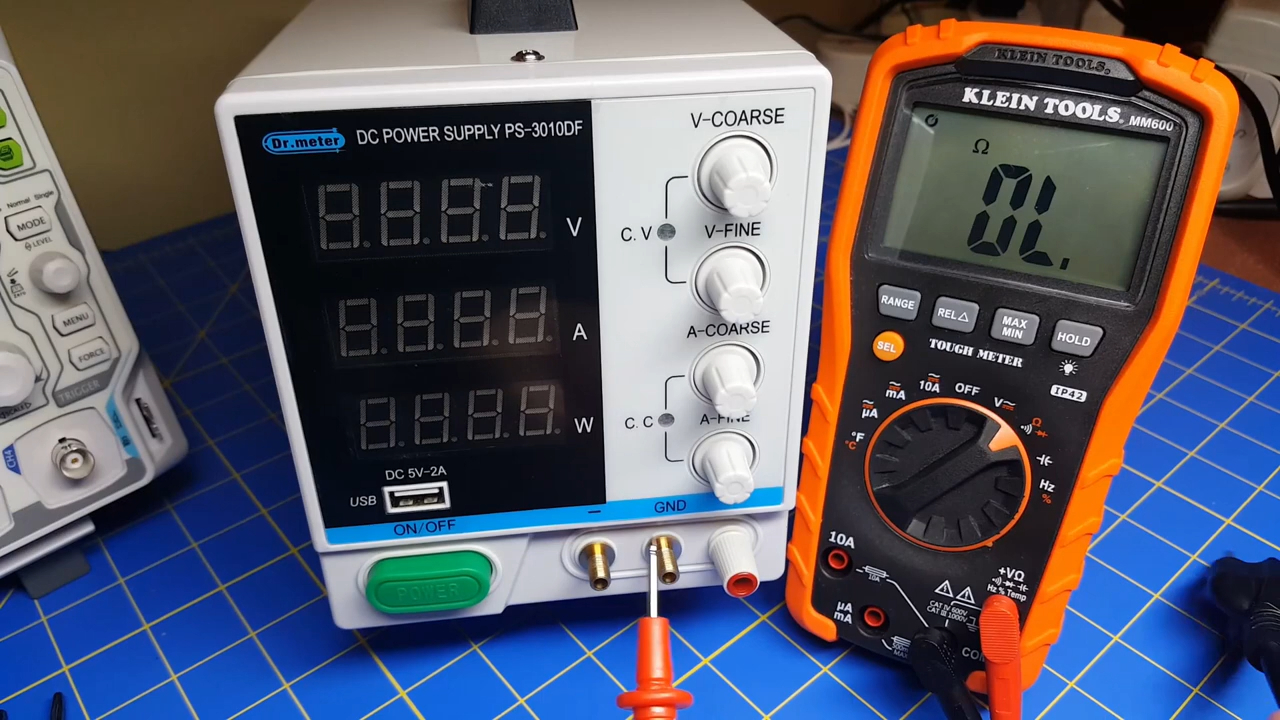 Normal Single
MODE
LEVEL
MENU
FORCE
TRIGGER
CH4
Dr.meter
DC POWER SUPPLY PS-3010DF
V
A
W
DC 5V-2A
USB
ON/OFF
POWER
V-COARSE
C. V
V-FINE
A-COARSE
C. C
A-FINE
−
GND
KLEIN TOOLS®
KLEIN TOOLS®
MM600
Ω
OL.
RANGE
REL△
MAX
MIN
HOLD
SEL
TOUGH METER
IP42
mA
10A
OFF
V
µA
Ω
°F
°C
Hz
%
10A
10A
+VΩ
Hz % Temp
CAT IV 600V
CAT III 1000V
µA
mA
MAX